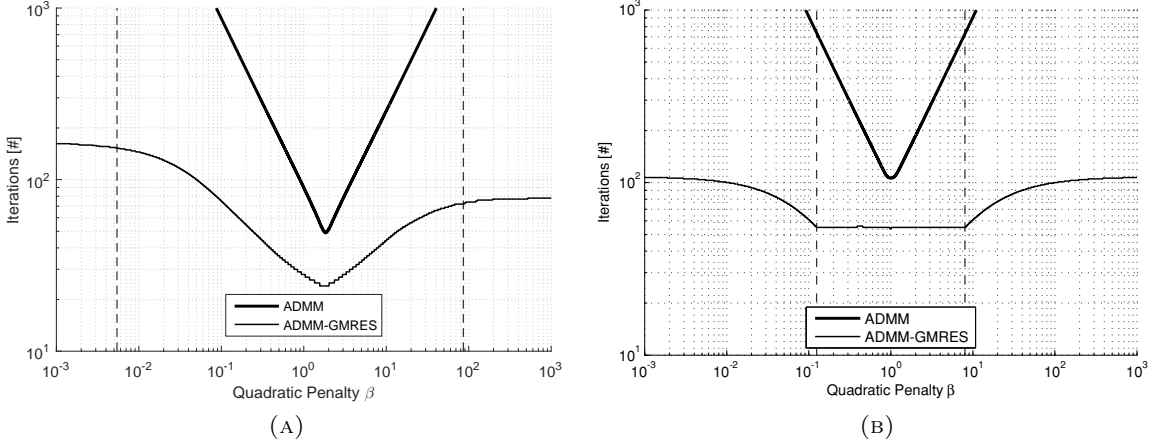 10^3
10^2
10^1
Iterations [#]
ADMM
ADMM-GMRES
10^-3 10^-2 10^-1 10^0 10^1 10^2 10^3
Quadratic Penalty β
(A)
10^3
10^2
10^1
Iterations [#]
ADMM
ADMM-GMRES
10^-3 10^-2 10^-1 10^0 10^1 10^2 10^3
Quadratic Penalty β
(B)